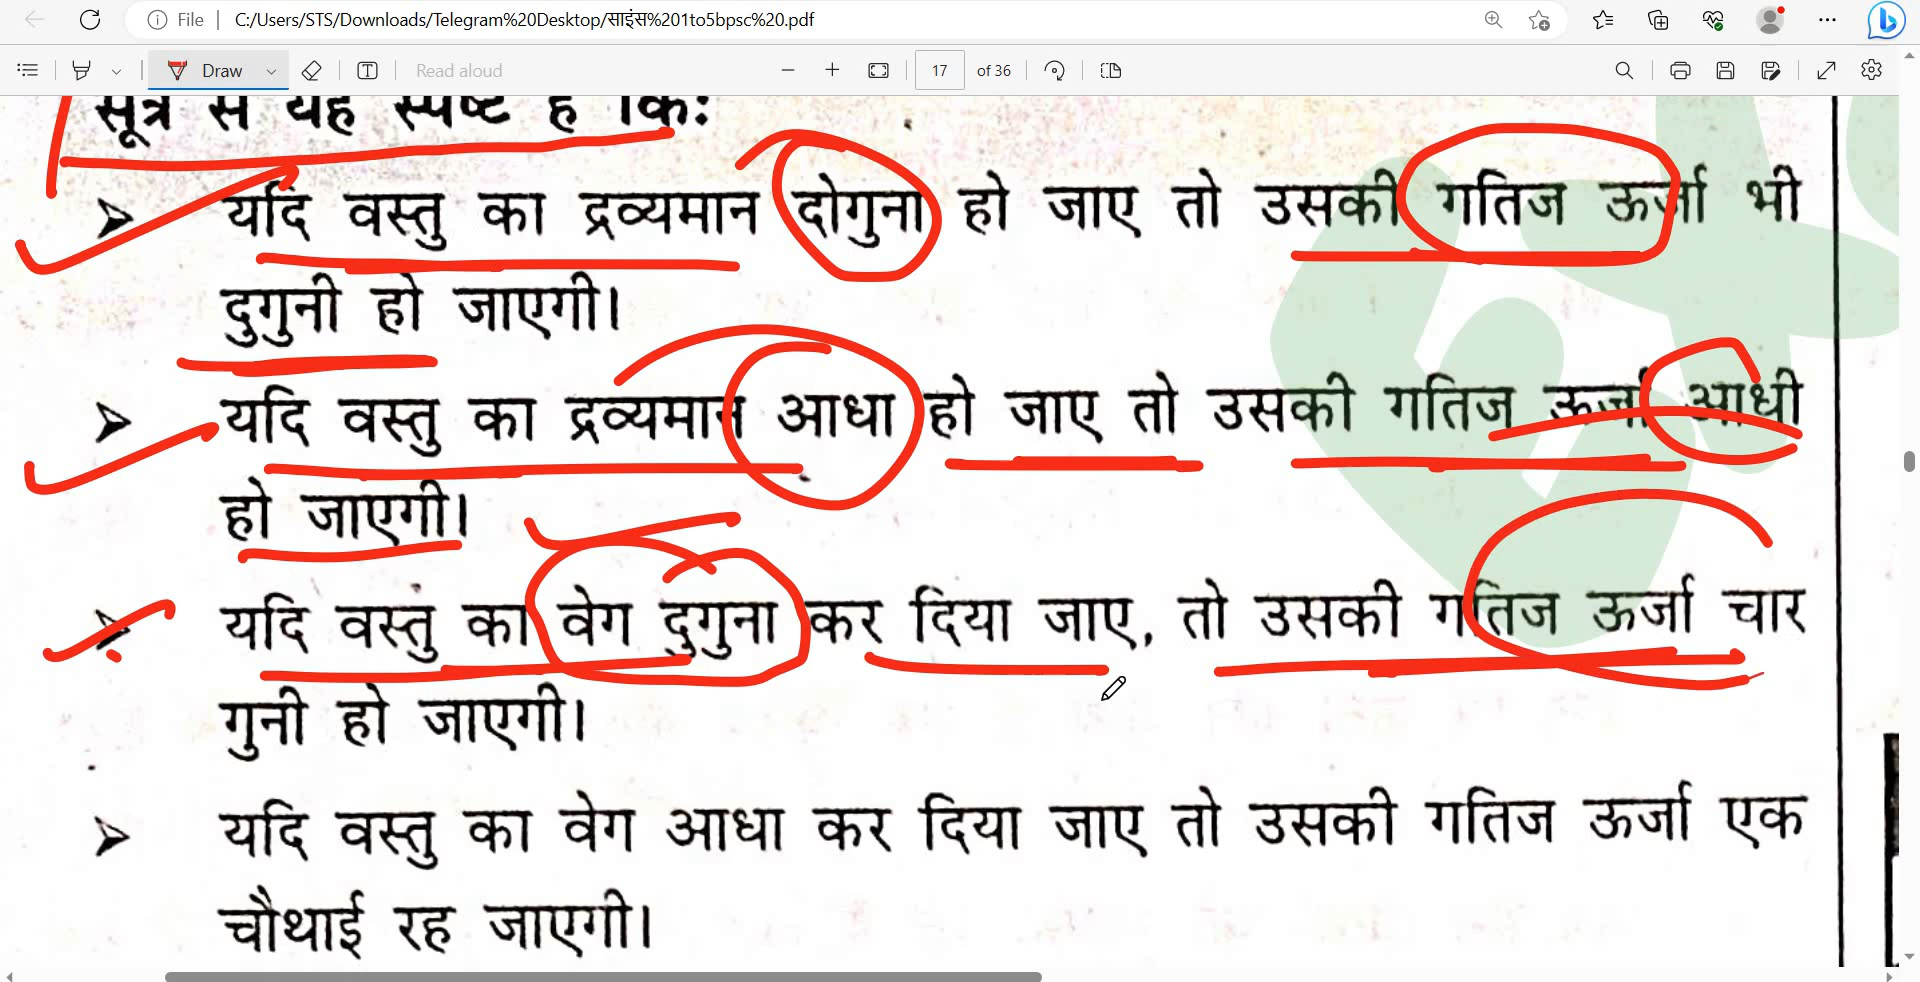 File C:/Users/STS/Downloads/Telegram%20Desktop/साइंस%201to5bpsc%20.pdf
Draw Read aloud 17 of 36
सूत्र से यह स्पष्ट है कि:
➤ यदि वस्तु का द्रव्यमान दोगुना हो जाए तो उसकी गतिज ऊर्जा भी
दुगुनी हो जाएगी।
➤ यदि वस्तु का द्रव्यमान आधा हो जाए तो उसकी गतिज ऊर्जा आधी
हो जाएगी।
➤ यदि वस्तु का वेग दुगुना कर दिया जाए, तो उसकी गतिज ऊर्जा चार
गुनी हो जाएगी।
➤ यदि वस्तु का वेग आधा कर दिया जाए तो उसकी गतिज ऊर्जा एक
चौथाई रह जाएगी।